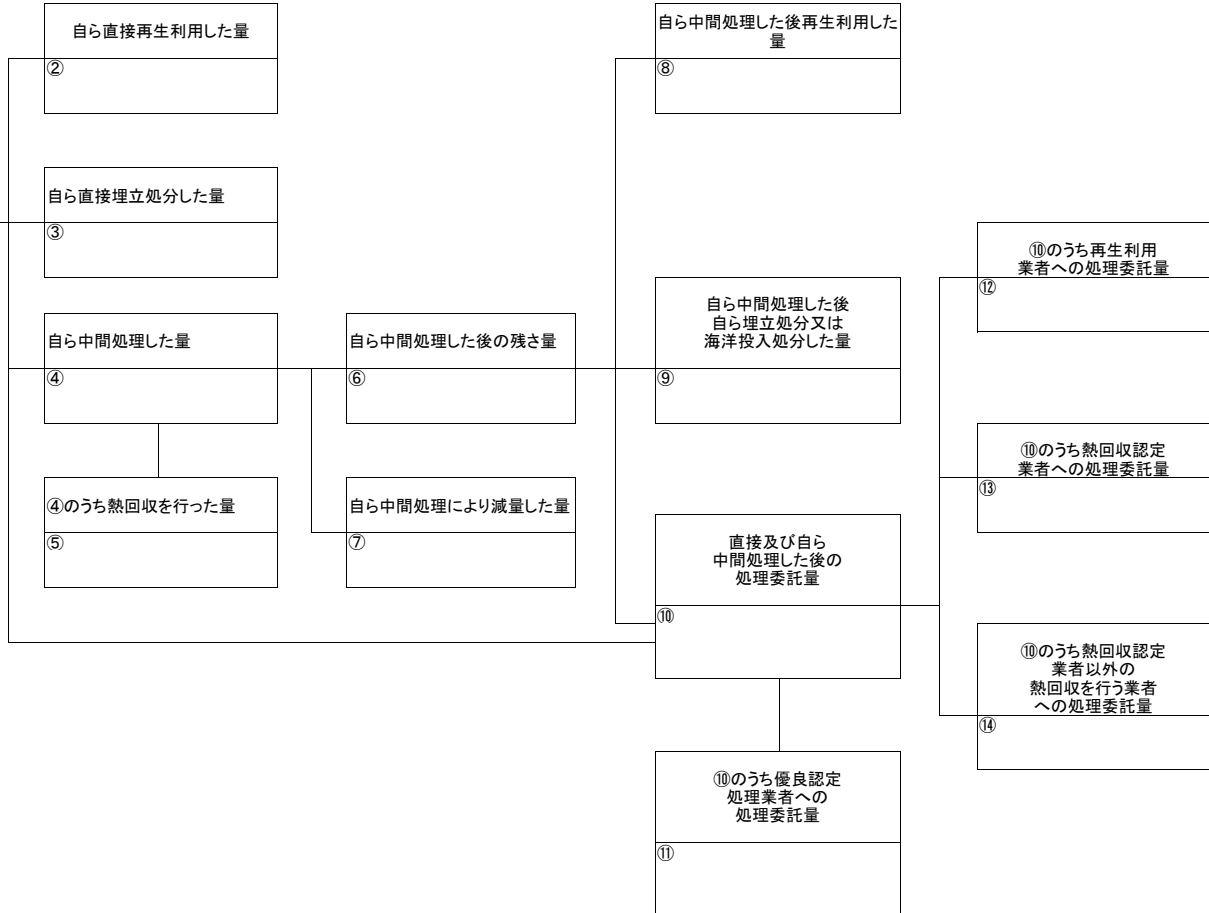 自ら直接再生利用した量
②
自ら直接埋立処分した量
③
自ら中間処理した量
④
④のうち熱回収を行った量
⑤
自ら中間処理した後の残さ量
⑥
自ら中間処理により減量した量
⑦
自ら中間処理した後再生利用した
量
⑧
自ら中間処理した後
自ら埋立処分又は
海洋投入処分した量
⑨
直接及び自ら
中間処理した後の
処理委託量
⑩
⑩のうち優良認定
処理業者への
処理委託量
⑪
⑩のうち再生利用
業者への処理委託量
⑫
⑩のうち熱回収認定
業者への処理委託量
⑬
⑩のうち熱回収認定
業者以外の
熱回収を行う業者
への処理委託量
⑭